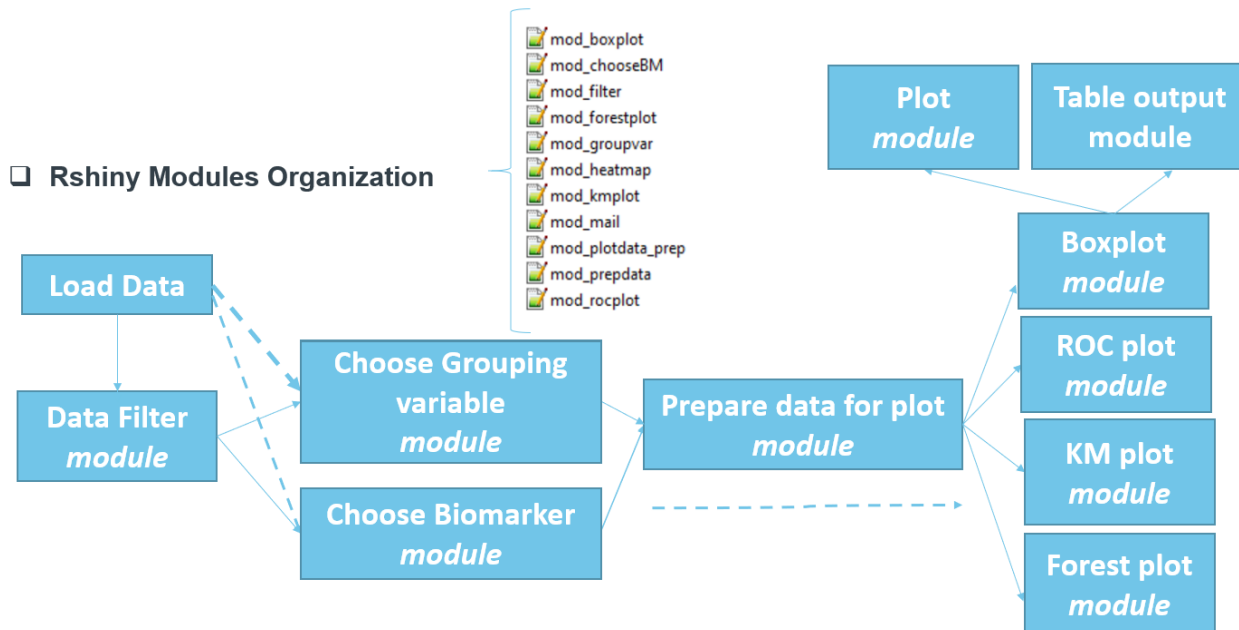 Rshiny Modules Organization
mod_boxplot
mod_chooseBM
mod_filter
mod_forestplot
mod_groupvar
mod_heatmap
mod_kmplot
mod_mail
mod_plotdata_prep
mod_prepdata
mod_rocplot
Load Data
Data Filter
module
Choose Grouping
variable
module
Choose Biomarker
module
Prepare data for plot
module
Plot
module
Table output
module
Boxplot
module
ROC plot
module
KM plot
module
Forest plot
module